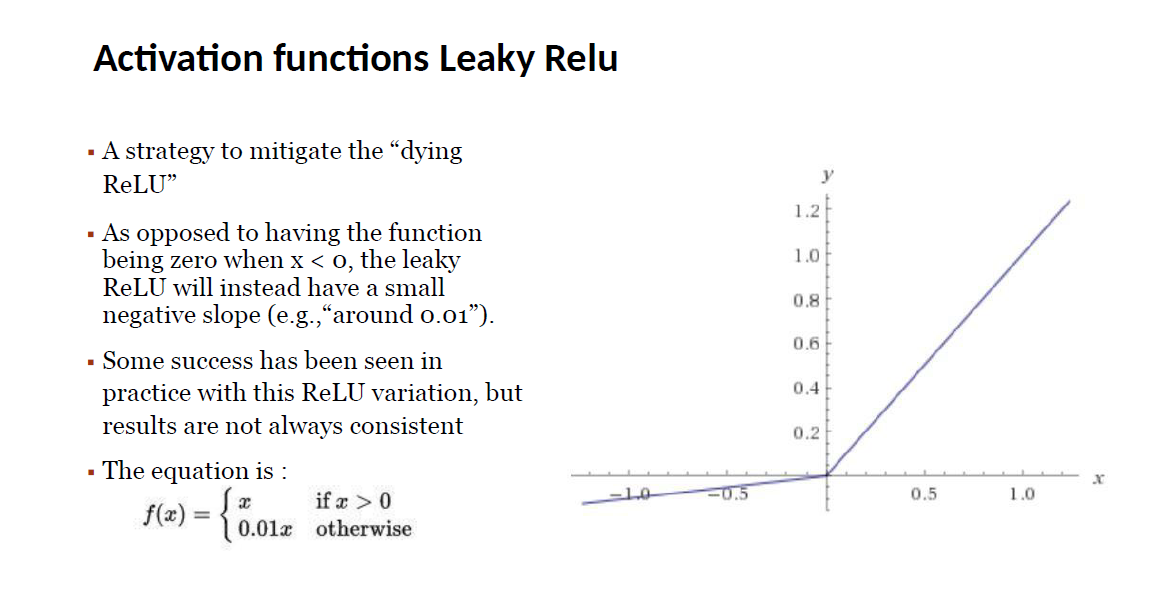 Activation functions Leaky Relu
▪ A strategy to mitigate the “dying
ReLU”
▪ As opposed to having the function
being zero when x < 0, the leaky
ReLU will instead have a small
negative slope (e.g.,“around 0.01”).
▪ Some success has been seen in
practice with this ReLU variation, but
results are not always consistent
▪ The equation is :
f(x) = { x if x > 0
0.01x otherwise
y
1.2
1.0
0.8
0.6
0.4
0.2
−1.0 −0.5 0.5 1.0 x